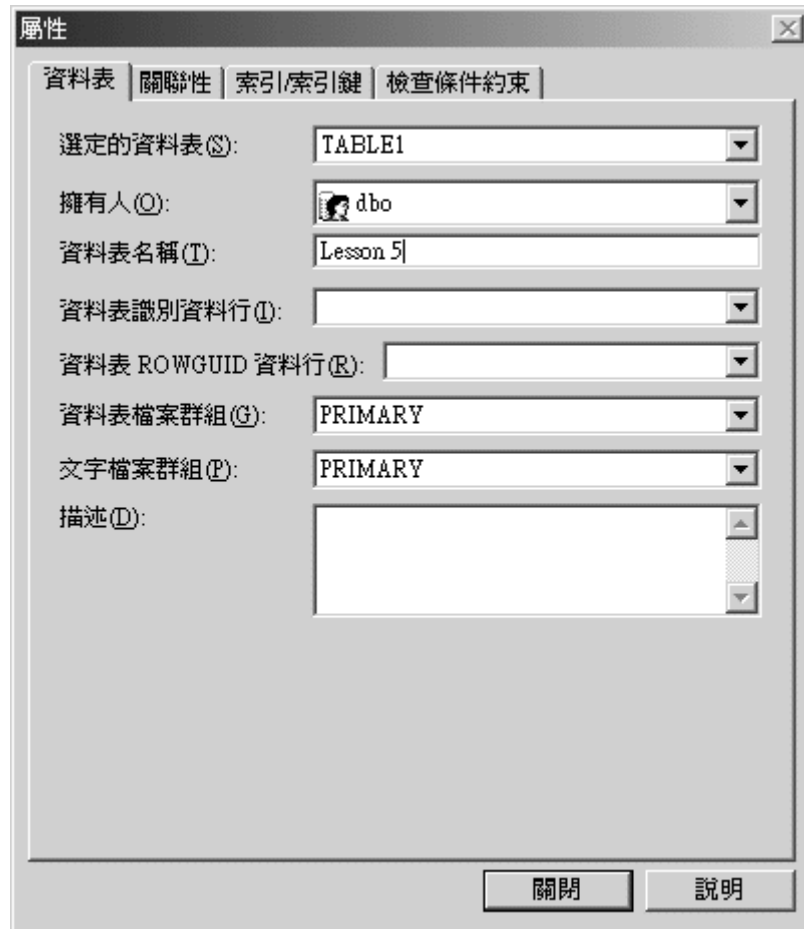 屬性
資料表 關聯性 索引/索引鍵 檢查條件約束
選定的資料表(S): TABLE1
擁有人(O): dbo
資料表名稱(T): Lesson 5
資料表識別資料行(I):
資料表 ROWGUID 資料行(R):
資料表檔案群組(G): PRIMARY
文字檔案群組(P): PRIMARY
描述(D):
關閉 說明